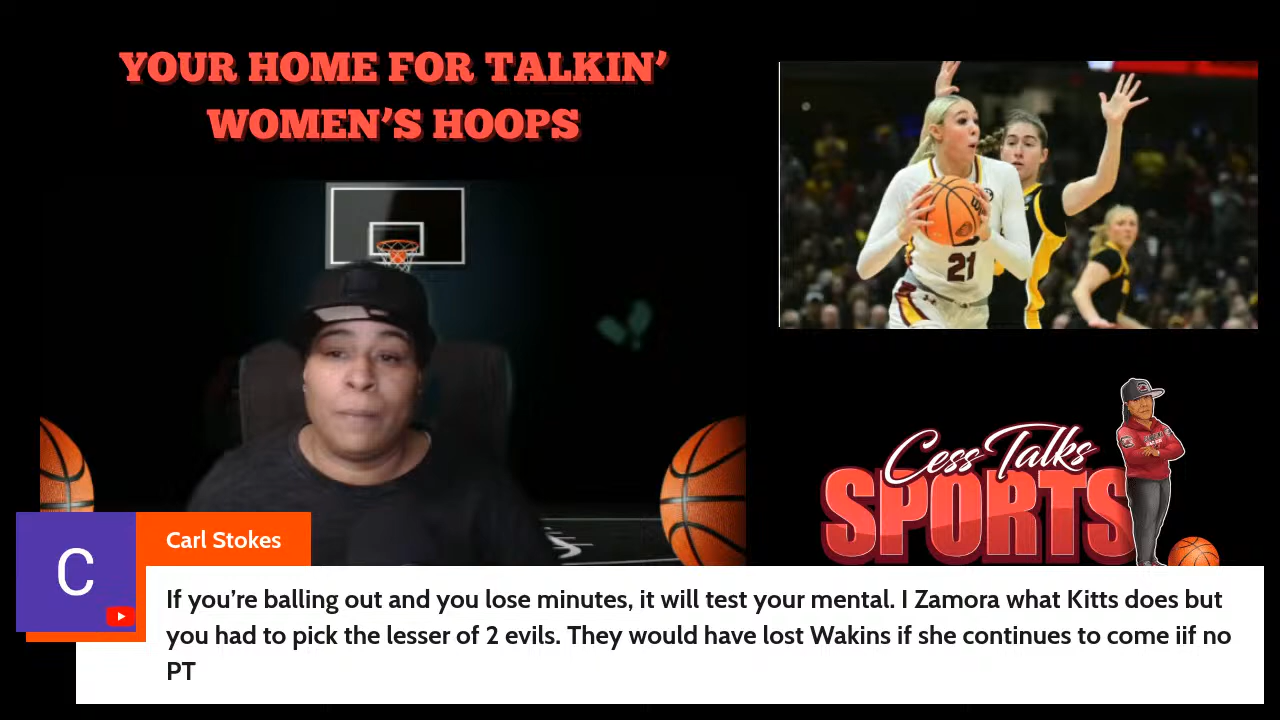 YOUR HOME FOR TALKIN’
WOMEN’S HOOPS
21
Cess Talks
SPORTS
C
Carl Stokes
If you’re balling out and you lose minutes, it will test your mental. I Zamora what Kitts does but
you had to pick the lesser of 2 evils. They would have lost Wakins if she continues to come iif no
PT